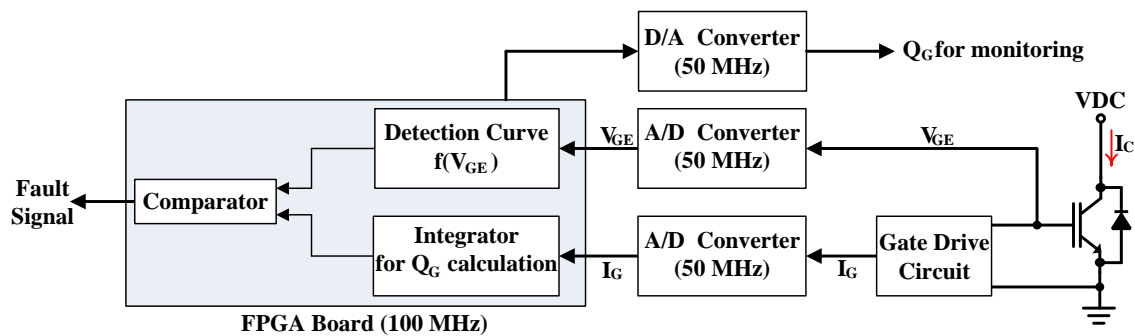 D/A Converter
(50 MHz)
QG for monitoring
VDC
IC
Detection Curve
f(VGE)
VGE
A/D Converter
(50 MHz)
VGE
Fault
Signal
Comparator
Integrator
for QG calculation
IG
A/D Converter
(50 MHz)
IG
Gate Drive
Circuit
FPGA Board (100 MHz)